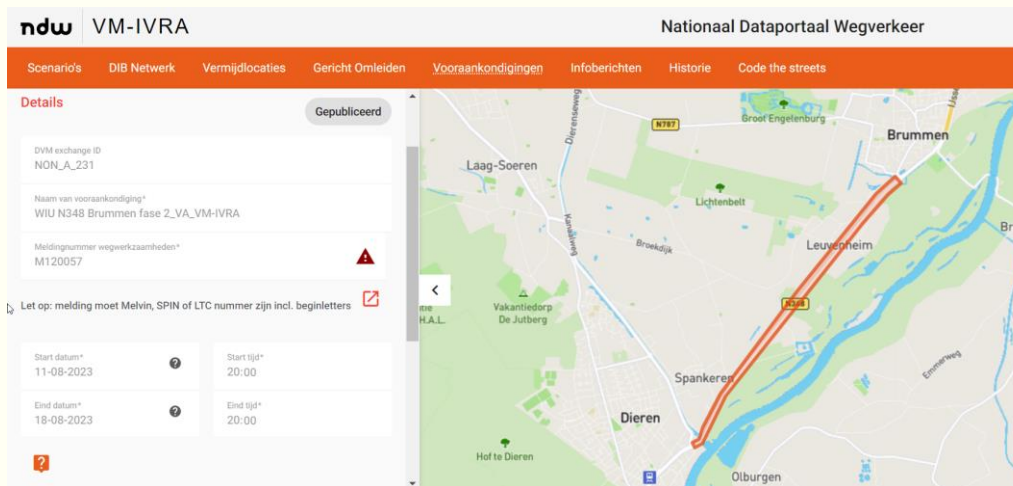 ndw VM-IVRA
Nationaal Dataportaal Wegverkeer
Scenario's DIB Netwerk Vermijdlocaties Gericht Omleiden Vooraankondigingen Infoberichten Historie Code the streets
Details
Gepubliceerd
DVM exchange ID
NON_A_231
Naam van vooraankondiging*
WIU N348 Brummen fase 2_VA_VM-IVRA
Meldingnummer wegwerkzaamheden*
M120057
Let op: melding moet Melvin, SPIN of LTC nummer zijn incl. beginletters
Start datum*
11-08-2023
Start tijd*
20:00
Eind datum*
18-08-2023
Eind tijd*
20:00
Dierenseweg
N787
Groot Engelenburg
Brummen
Laag-Soeren
Lichtenbelt
Kanaalweg
Broekdijk
Leuvenheim
Br
Vakantiedorp
De Jutberg
H.A.L.
N348
Emmerweg
Spankeren
Dieren
Hof te Dieren
Olburgen